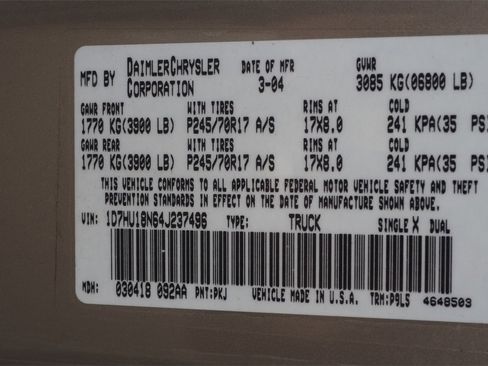 MFD BY DAIMLERCHRYSLER CORPORATION DATE OF MFR 3-04 GVWR 3085 KG(06800 LB)
GAWR FRONT WITH TIRES RIMS AT COLD
1770 KG(3900 LB) P245/70R17 A/S 17X8.0 241 KPA(35 PSI
GAWR REAR WITH TIRES RIMS AT COLD
1770 KG(3900 LB) P245/70R17 A/S 17X8.0 241 KPA(35 PSI
THIS VEHICLE CONFORMS TO ALL APPLICABLE FEDERAL MOTOR VEHICLE SAFETY AND THEFT
PREVENTION STANDARDS IN EFFECT ON THE DATE OF MANUFACTURE SHOWN ABOVE.
VIN: 1D7HU18N64J237496 TYPE: TRUCK SINGLE X DUAL
MDH: 030418 092AA PNT:PKJ VEHICLE MADE IN U.S.A. TRM:P9L5 4648503